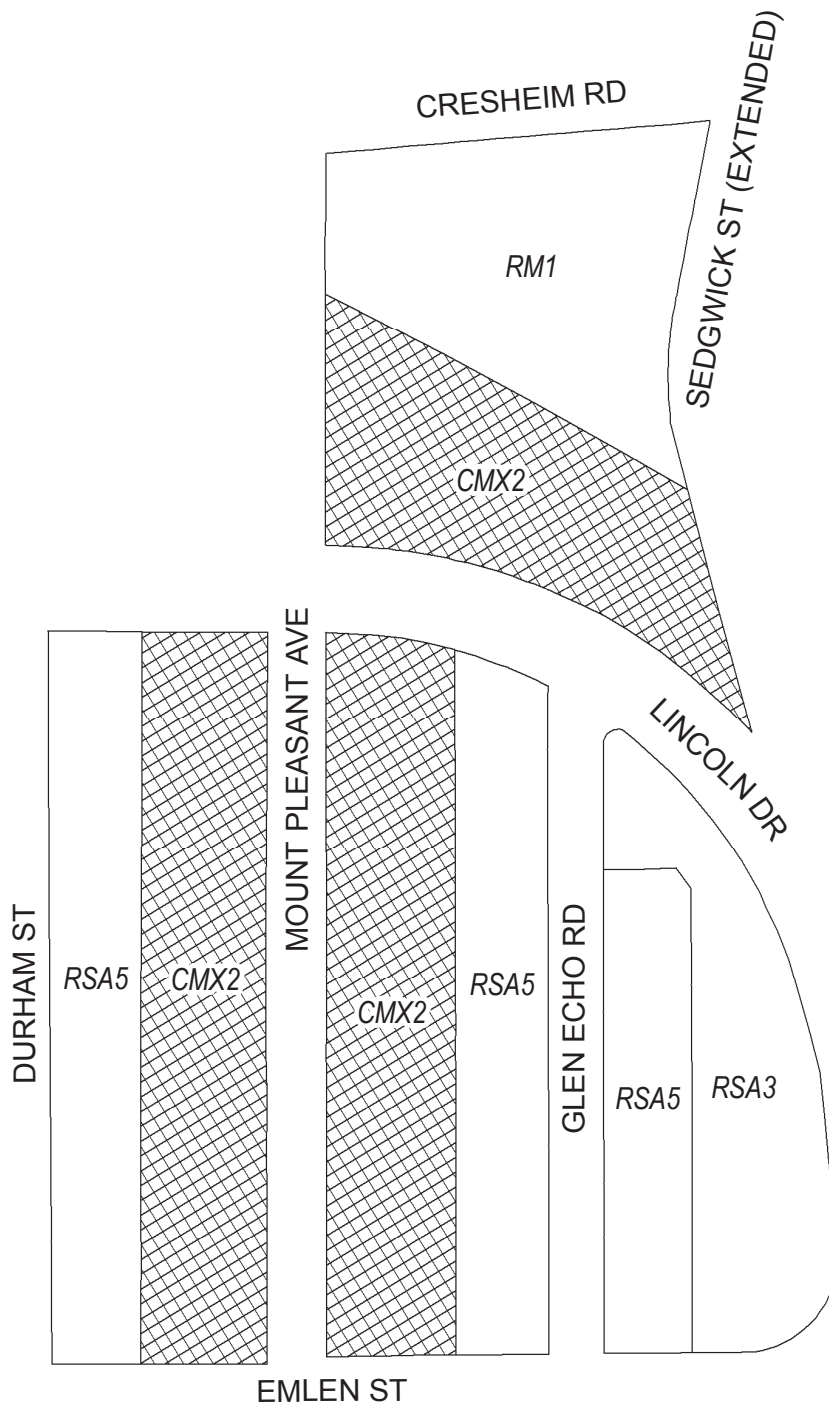 CRESHEIM RD
SEDGWICK ST (EXTENDED)
RM1
CMX2
MOUNT PLEASANT AVE
LINCOLN DR
DURHAM ST
RSA5
CMX2
CMX2
RSA5
GLEN ECHO RD
RSA5
RSA3
EMLEN ST